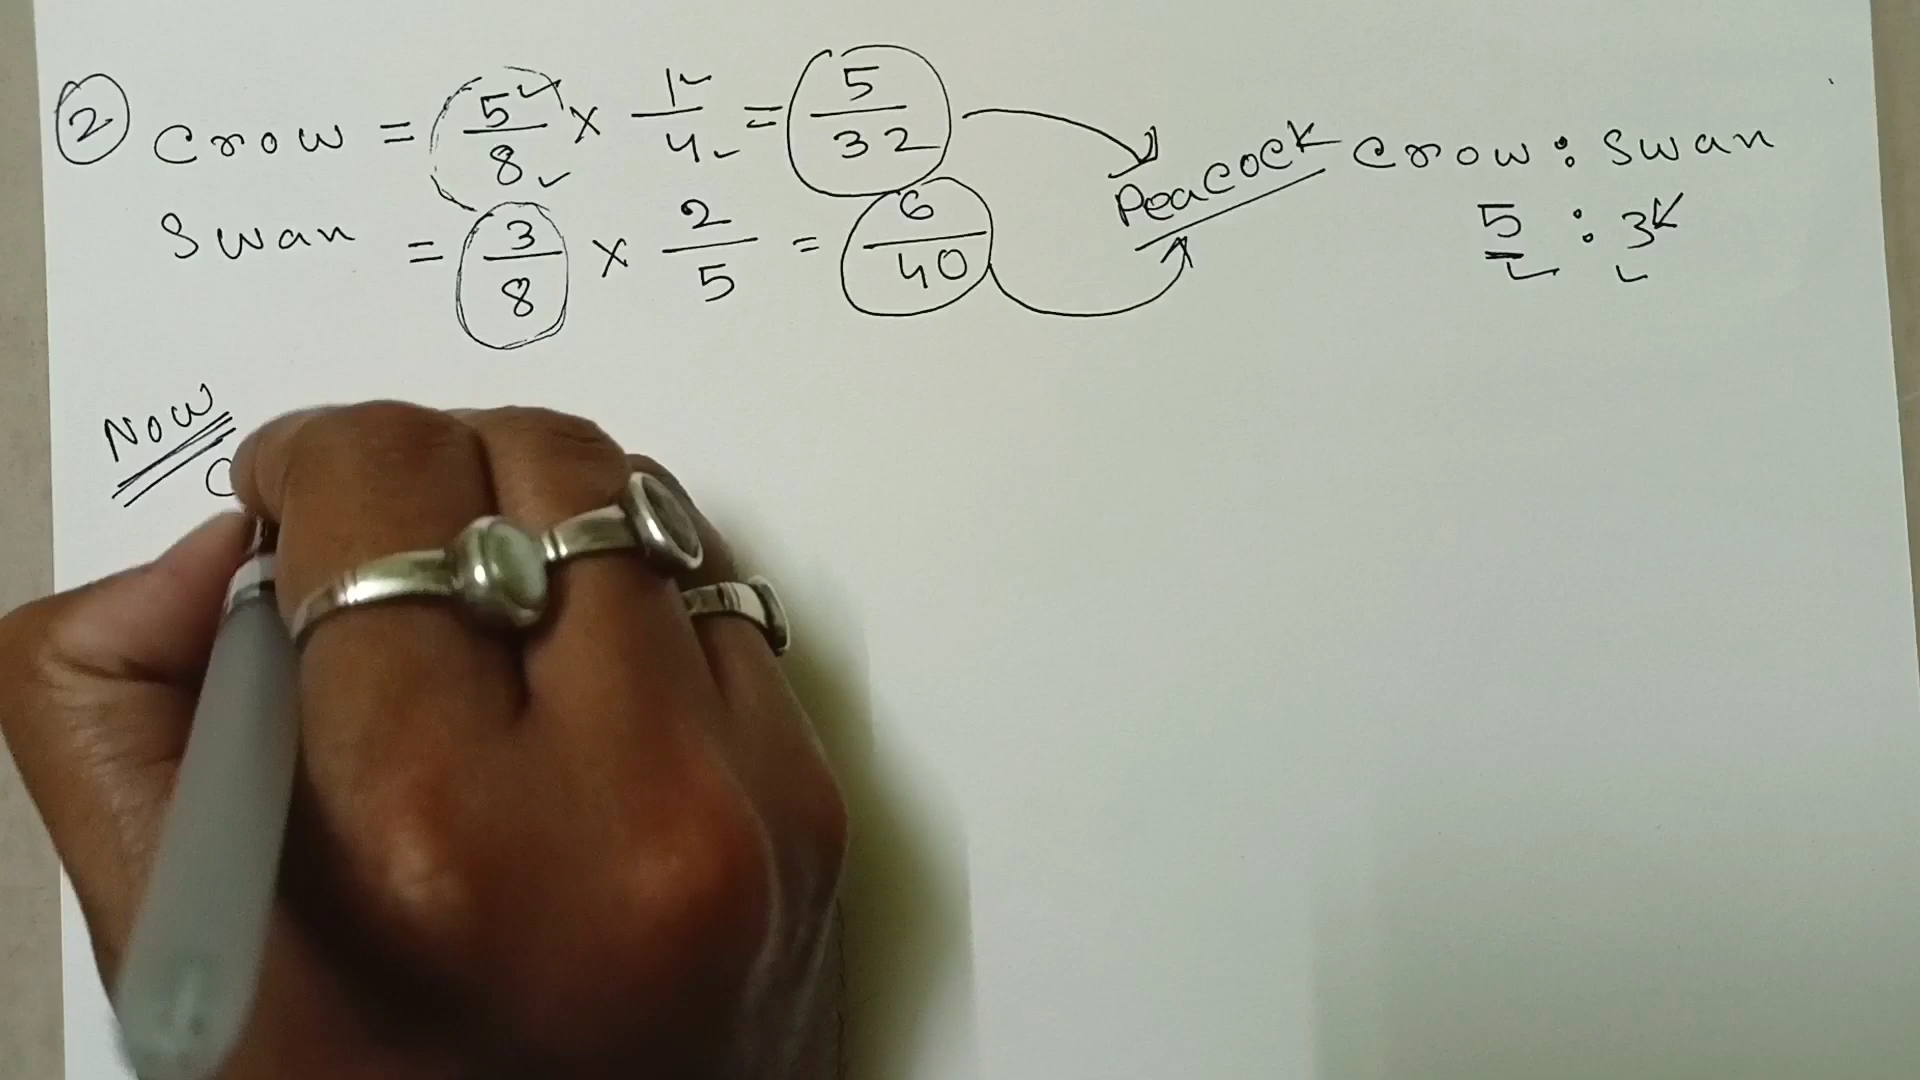 2 Crow = 5/8 × 1/4 = 5/32
Swan = 3/8 × 2/5 = 6/40
Peacock
Crow : Swan
5 : 3
Now
C